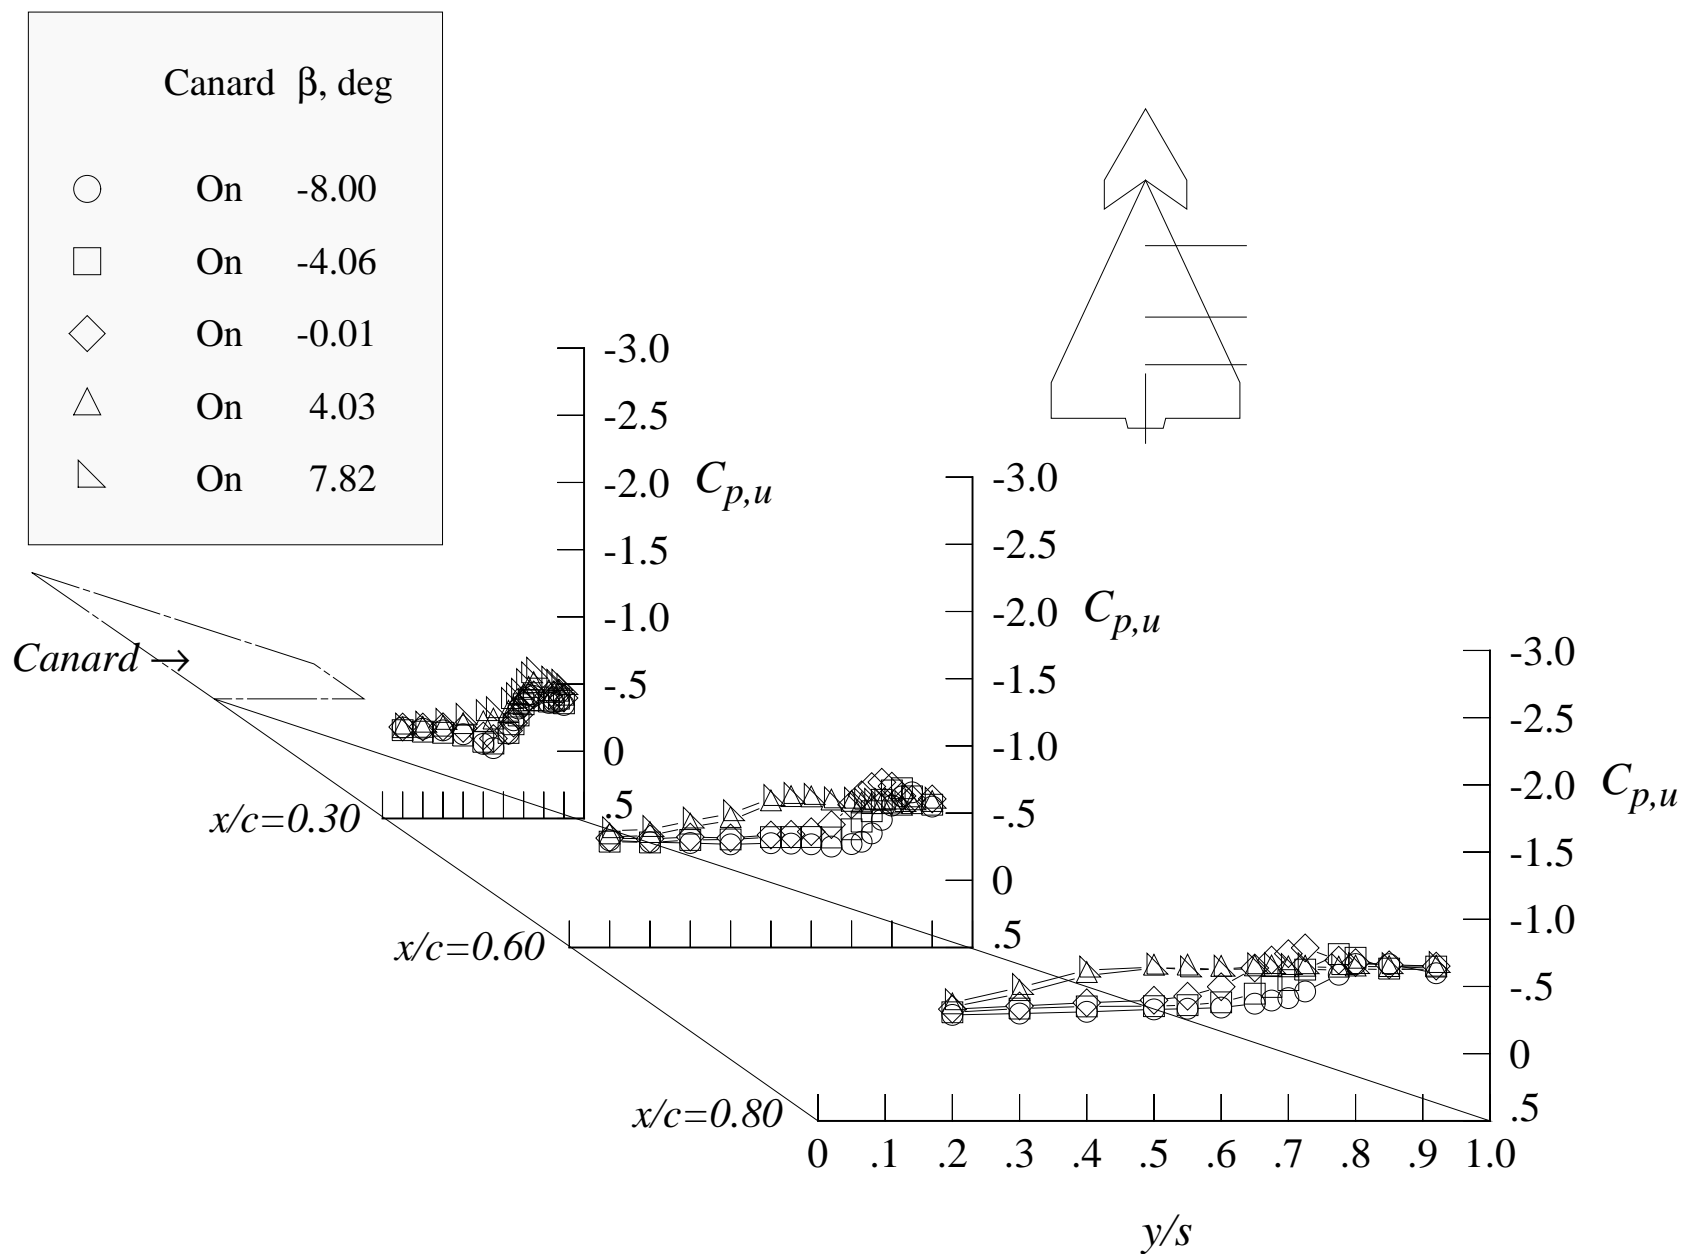 Canard β, deg
On -8.00
On -4.06
On -0.01
On 4.03
On 7.82
Canard →
-3.0
-2.5
-2.0
-1.5
-1.0
-.5
0
.5
C_p,u
x/c=0.30
-3.0
-2.5
-2.0
-1.5
-1.0
-.5
0
.5
C_p,u
x/c=0.60
-3.0
-2.5
-2.0
-1.5
-1.0
-.5
0
.5
C_p,u
x/c=0.80
0 .1 .2 .3 .4 .5 .6 .7 .8 .9 1.0
y/s